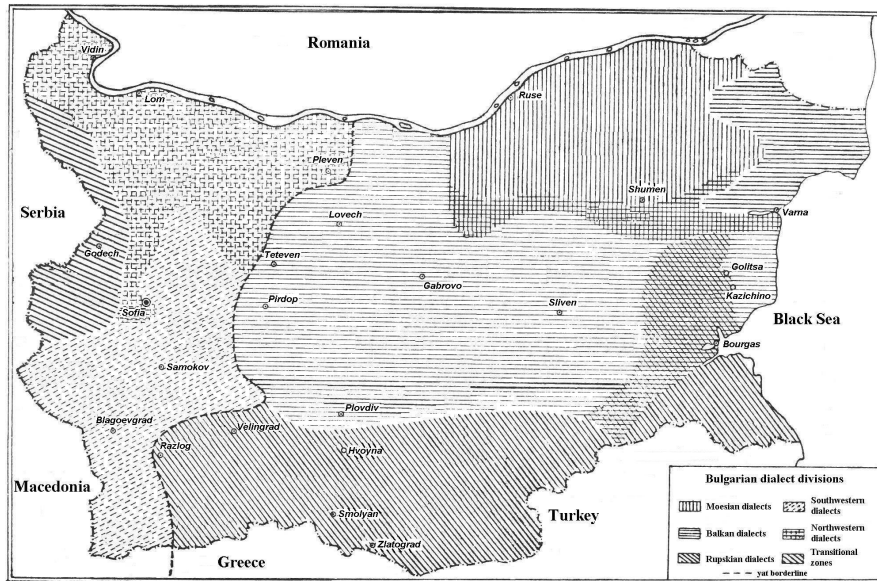 Romania
Vidin
Lom
Ruse
Pleven
Shumen
Serbia
Varna
Lovech
Godech
Teteven
Golitsa
Gabrovo
Kazichino
Sofia
Pirdop
Sliven
Black Sea
Bourgas
Samokov
Plovdiv
Blagoevgrad
Velingrad
Razlog
Hvoyna
Macedonia
Smolyan
Turkey
Zlatograd
Greece
Bulgarian dialect divisions
Moesian dialects
Southwestern
dialects
Balkan dialects
Northwestern
dialects
Rupskian dialects
Transitional
zones
yat borderline